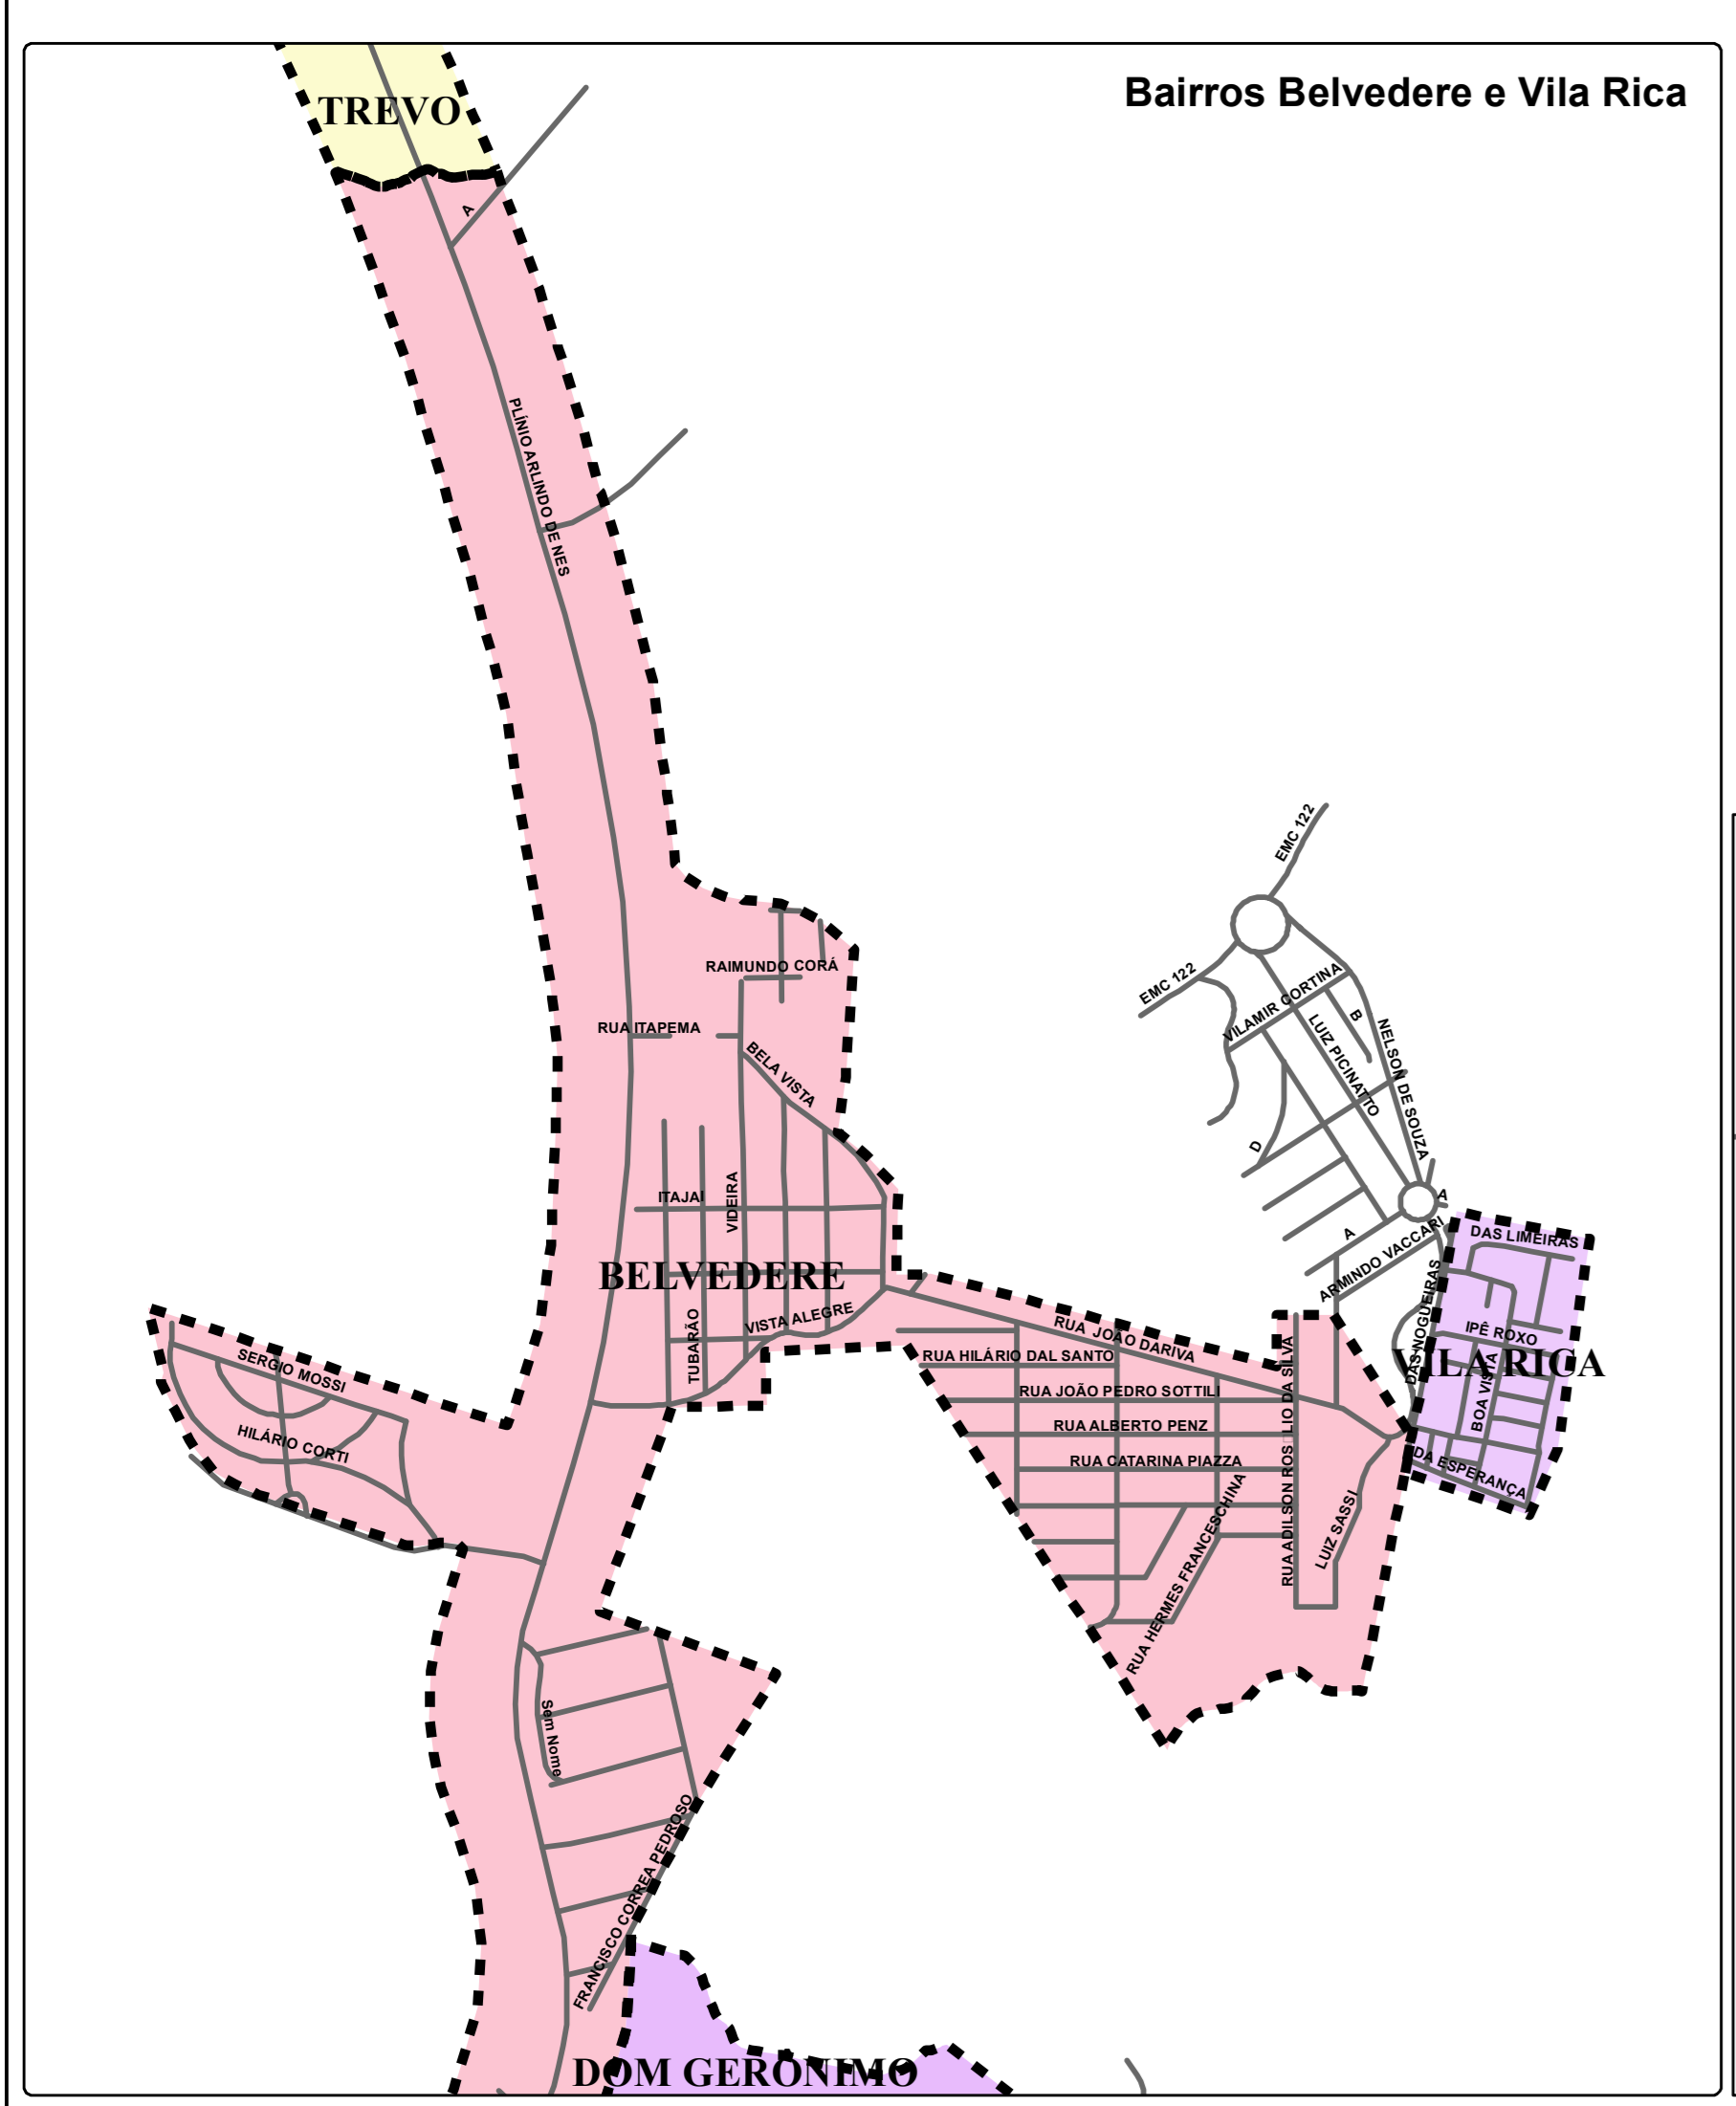 Bairros Belvedere e Vila Rica
TREVO
A
PLÍNIO ARLINDO DE NES
EMC 122
RAIMUNDO CORÁ
EMC 122
VILAMIR CORTINA
B
RUA ITAPEMA
LUIZ PICINATTO
NELSON DE SOUZA
BELA VISTA
D
ITAJAI
VIDEIRA
A
A
ARMINDO VACCARI
DAS LIMEIRAS
BELVEDERE
DAS NOGUEIRAS
VISTA ALEGRE
TUBARÃO
RUA JOÃO DARIVA
IPÊ ROXO
VILA RICA
RUA HILÁRIO DAL SANTO
SERGIO MOSSI
RUA JOÃO PEDRO SOTTILI
BOA VISTA
RUA ALBERTO PENZ
HILÁRIO CORTI
RUA CATARINA PIAZZA
DA ESPERANÇA
RUA ADILSON ROS LIO DA SILVA
LUIZ SASSI
RUA HERMES FRANCESCHINA
Sem Nome
FRANCISCO CORREA PEDROSO
DOM GERONIMO